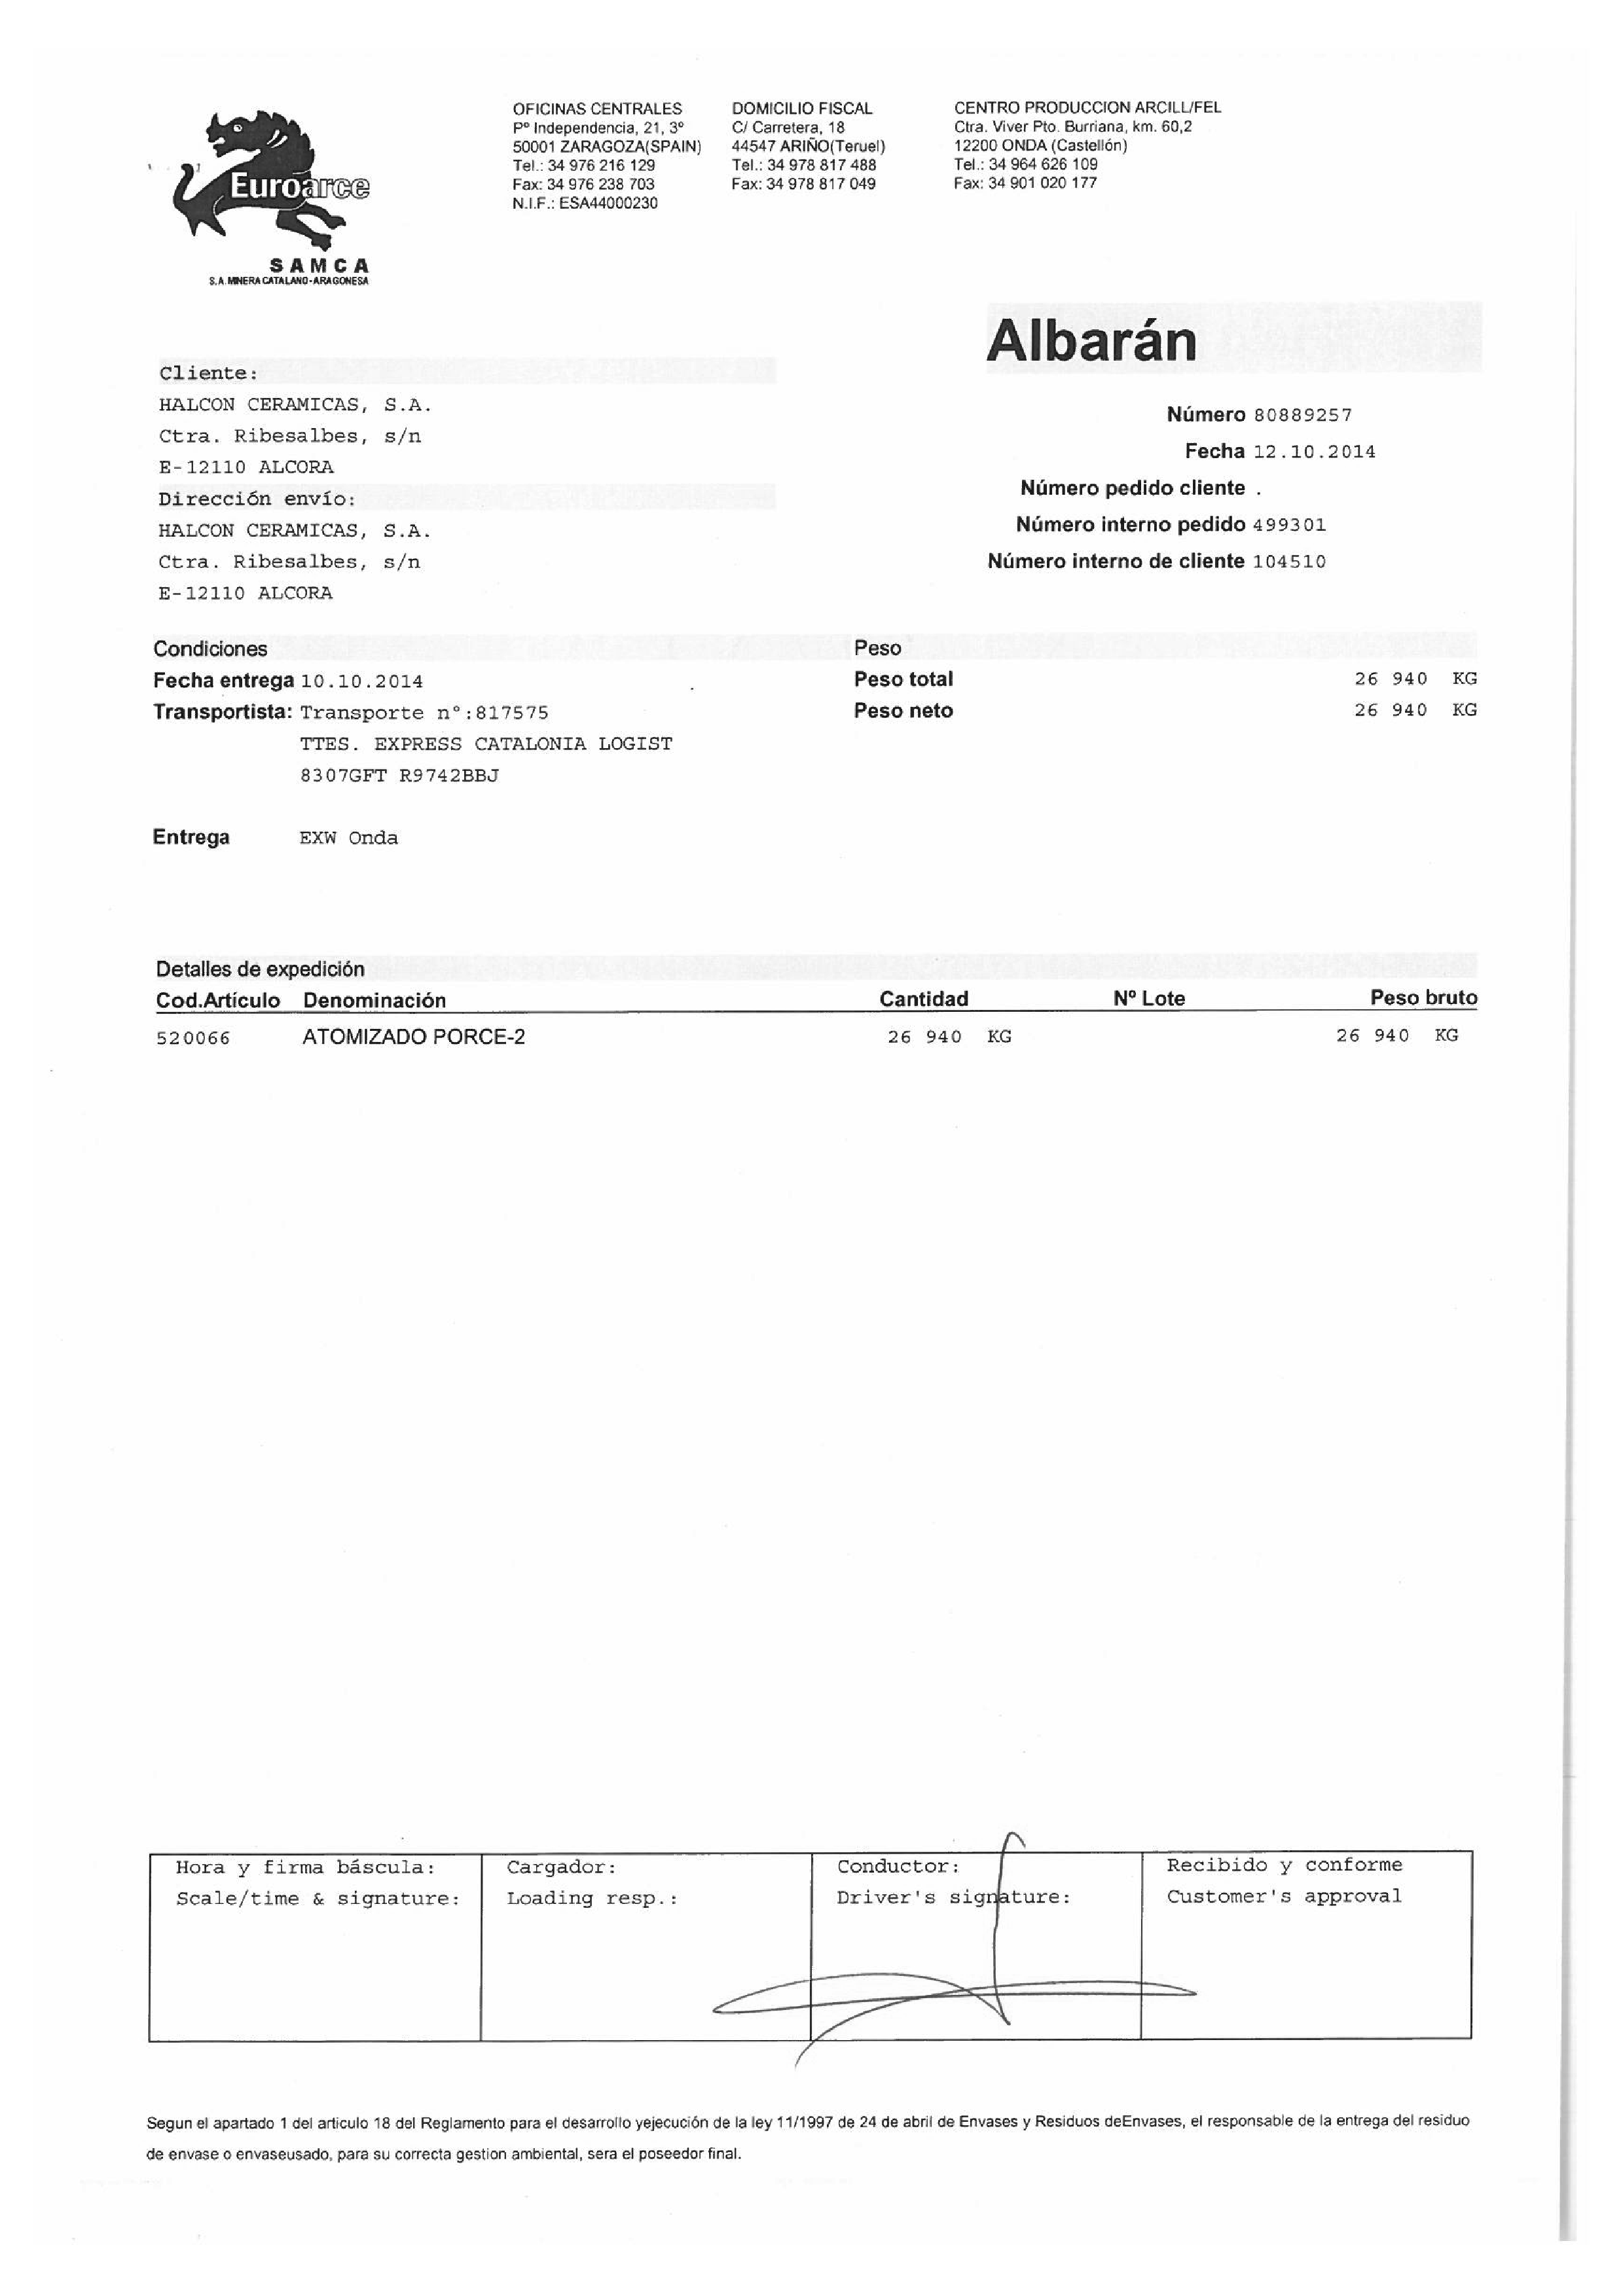 Euroarce
SAMCA
S.A. MINERA CATALANO-ARAGONESA
OFICINAS CENTRALES
Pº Independencia, 21, 3º
50001 ZARAGOZA(SPAIN)
Tel.: 34 976 216 129
Fax: 34 976 238 703
N.I.F.: ESA44000230
DOMICILIO FISCAL
C/ Carretera, 18
44547 ARIÑO(Teruel)
Tel.: 34 978 817 488
Fax: 34 978 817 049
CENTRO PRODUCCION ARCILL/FEL
Ctra. Viver Pto. Burriana, km. 60,2
12200 ONDA (Castellón)
Tel.: 34 964 626 109
Fax: 34 901 020 177
Albarán
Cliente:
HALCON CERAMICAS, S.A.
Ctra. Ribesalbes, s/n
E-12110 ALCORA
Dirección envío:
HALCON CERAMICAS, S.A.
Ctra. Ribesalbes, s/n
E-12110 ALCORA
Número 80889257
Fecha 12.10.2014
Número pedido cliente .
Número interno pedido 499301
Número interno de cliente 104510
Condiciones
Fecha entrega 10.10.2014
Transportista: Transporte nº:817575
TTES. EXPRESS CATALONIA LOGIST
8307GFT R9742BBJ
Entrega EXW Onda
Peso
Peso total 26 940 KG
Peso neto 26 940 KG
Detalles de expedición
Cod.Artículo Denominación Cantidad Nº Lote Peso bruto
520066 ATOMIZADO PORCE-2 26 940 KG 26 940 KG
Hora y firma báscula:
Scale/time & signature:
Cargador:
Loading resp.:
Conductor:
Driver's signature:
Recibido y conforme
Customer's approval
Segun el apartado 1 del articulo 18 del Reglamento para el desarrollo yejecución de la ley 11/1997 de 24 de abril de Envases y Residuos deEnvases, el responsable de la entrega del residuo
de envase o envaseusado, para su correcta gestion ambiental, sera el poseedor final.